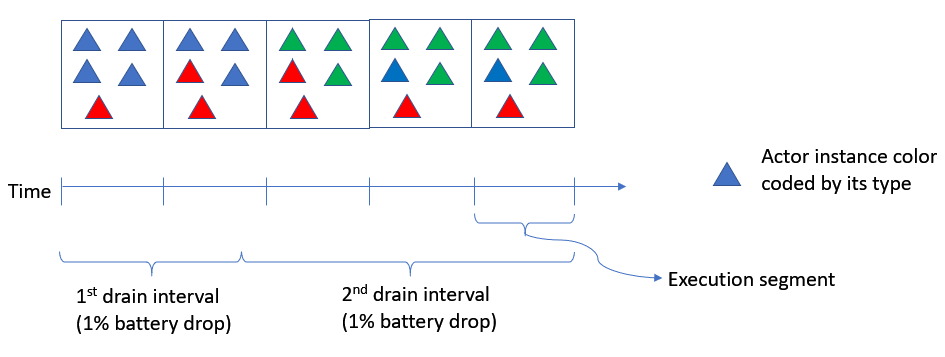 Actor instance color
coded by its type
Time
Execution segment
1st drain interval
(1% battery drop)
2nd drain interval
(1% battery drop)